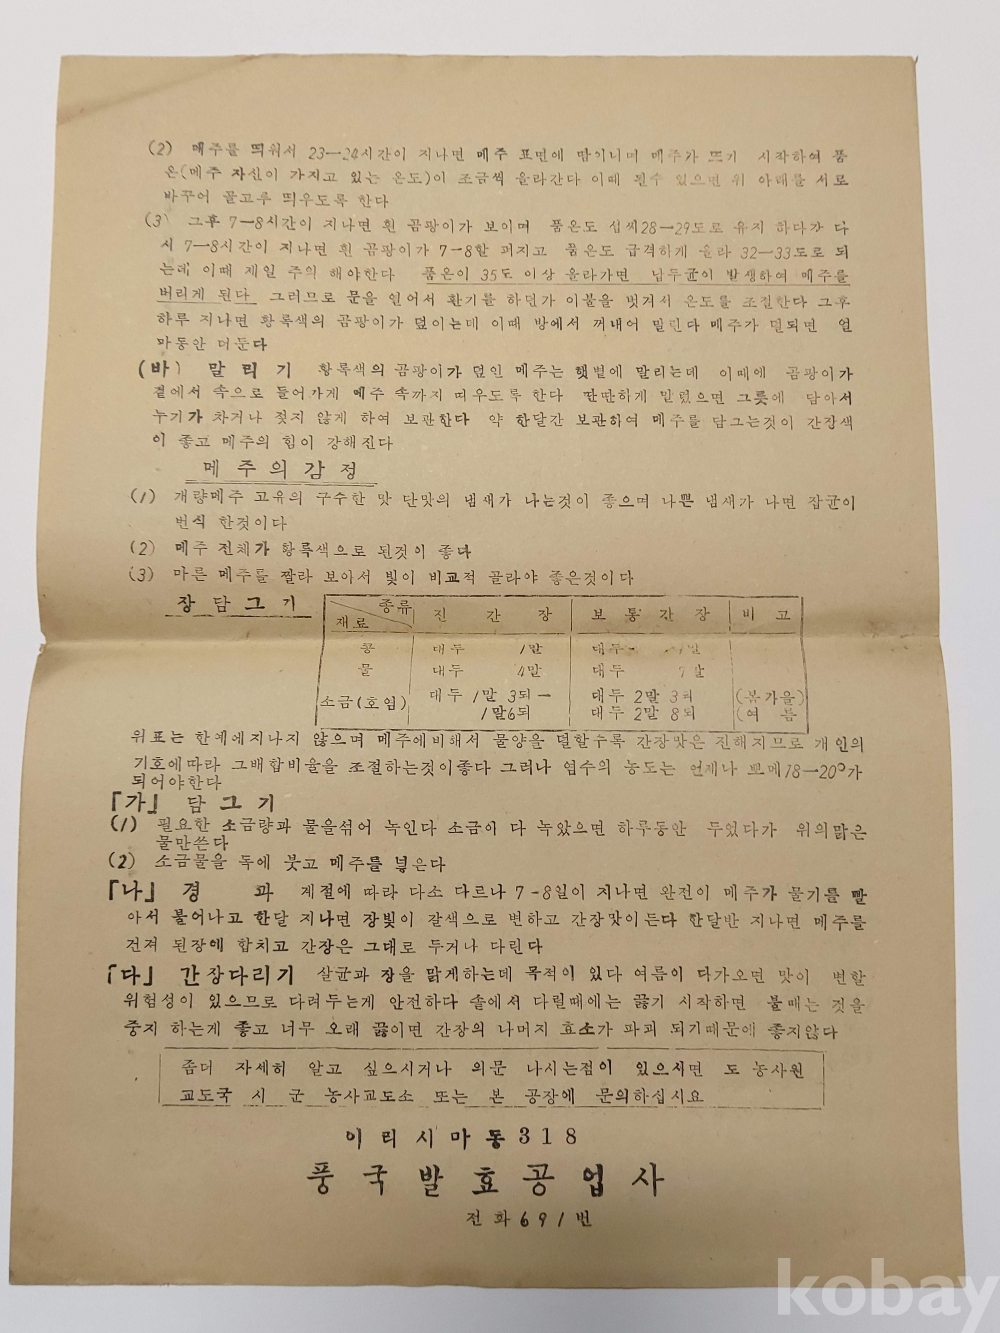 (2) 메주를 띄워서 23—24시간이 지나면 메주 표면에 땀기나며 메주가 뜨기 시작하여 품
온(메주 자신이 가지고 있는 온도)이 조금씩 올라간다 이때 될수 있으면 위 아래를 서로
바꾸어 골고루 띄우도록 한다
(3) 그후 7—8시간이 지나면 흰 곰팡이가 보이며 품온도 섭씨28—29도로 유지 하다가 다
시 7—8시간이 지나면 흰 곰팡이가 7—8할 퍼지고 품온도 급격하게 올라 32—33도로 되
는데 이때 제일 주의 해야한다 품온이 35도 이상 올라가면 납두균이 발생하여 메주를
버리게 된다 그러므로 문을 열어서 환기를 하던가 이불을 벗겨서 온도를 조절한다 그후
하루 지나면 황록색의 곰팡이가 덮이는데 이때 방에서 꺼내어 말린다 메주가 덜되면 얼
마동안 더둔다
(바) 말 리 기 황록색의 곰팡이가 덮인 메주는 햇볕에 말리는데 이때에 곰팡이가
곁에서 속으로 들어가게 메주 속까지 띄우도록 한다 딴딴하게 말렸으면 그릇에 담아서
누기가 차거나 젖지 않게 하여 보관한다 약 한달간 보관하여 메주를 담그는것이 간장색
이 좋고 메주의 힘이 강해진다
메 주 의 감 정
(1) 개량메주 고유의 구수한 맛 단맛의 냄새가 나는것이 좋으며 나쁜 냄새가 나면 잡균이
번식 한것이다
(2) 메주 전체가 황록색으로 된것이 좋다
(3) 마른 메주를 짤라 보아서 빛이 비교적 골라야 좋은것이다
장 담 그 기
종류 재료 진 간 장 보 통 간 장 비 고
콩 대두 1말 대두 1말
물 대두 4말 대두 7말
소금(호염) 대두 1말 3되— 대두 2말 3되 (봄가을)
1말6되 대두 2말 8되 (여 름
위표는 한예에지나지 않으며 메주에비해서 물양을 덜할수록 간장맛은 진해지므로 개인의
기호에따라 그배합비율을 조절하는것이좋다 그러나 염수의 농도는 언제나 뽀메18—20°가
되어야한다
「가」 담 그 기
(1) 필요한 소금량과 물을섞어 녹인다 소금이 다 녹았으면 하루동안 두었다가 위의맑은
물만쓴다
(2) 소금물을 독에 붓고 메주를 넣은다
「나」 경 과 계절에 따라 다소 다르나 7-8일이 지나면 완전이 메주가 물기를 빨
아서 불어나고 한달 지나면 장빛이 갈색으로 변하고 간장맛이든다 한달반 지나면 메주를
건져 된장에 합치고 간장은 그대로 두거나 다린다
「다」 간장다리기 살균과 장을 맑게하는데 목적이 있다 여름이 다가오면 맛이 변할
위험성이 있으므로 다려두는게 안전하다 솥에서 다릴때에는 끓기 시작하면 불때는 것을
중지 하는게 좋고 너무 오래 끓이면 간장의 나머지 효소가 파괴 되기때문에 좋지않다
좀더 자세히 알고 싶으시거나 의문 나시는점이 있으시면 도 농사원
교도국 시 군 농사교도소 또는 본 공장에 문의하십시요
이 리 시 마 동 318
풍 국 발 효 공 업 사
전 화 691번
kobay